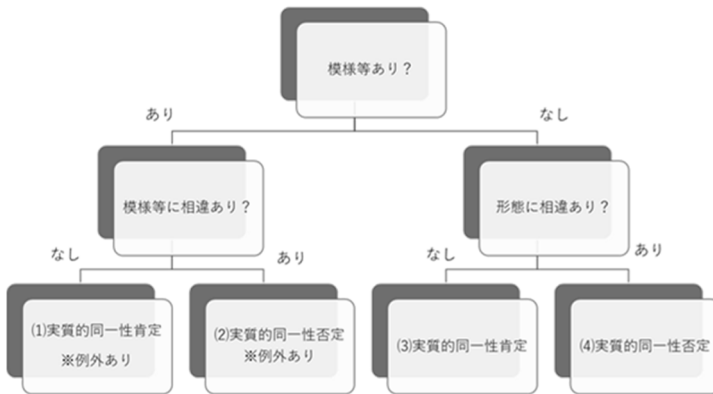 模様等あり？
あり
なし
模様等に相違あり？
形態に相違あり？
なし
あり
なし
あり
⑴実質的同一性肯定
※例外あり
⑵実質的同一性否定
※例外あり
⑶実質的同一性肯定
⑷実質的同一性否定